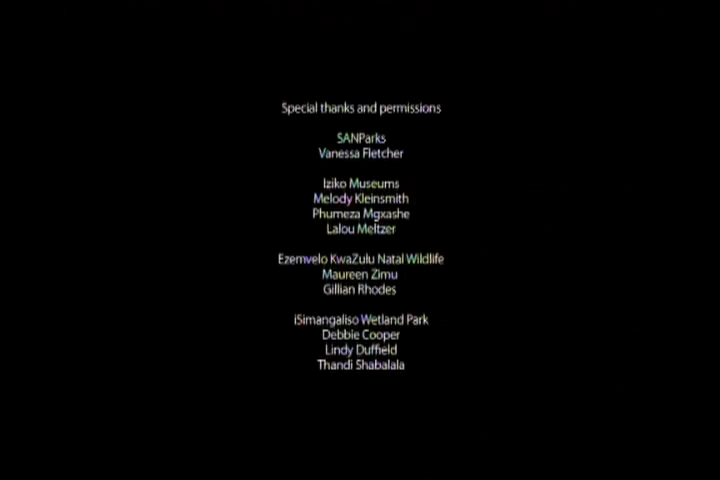 Special thanks and permissions
SANParks
Vanessa Fletcher
Iziko Museums
Melody Kleinsmith
Phumeza Mgxashe
Lalou Meltzer
Ezemvelo KwaZulu Natal Wildlife
Maureen Zimu
Gillian Rhodes
iSimangaliso Wetland Park
Debbie Cooper
Lindy Duffield
Thandi Shabalala